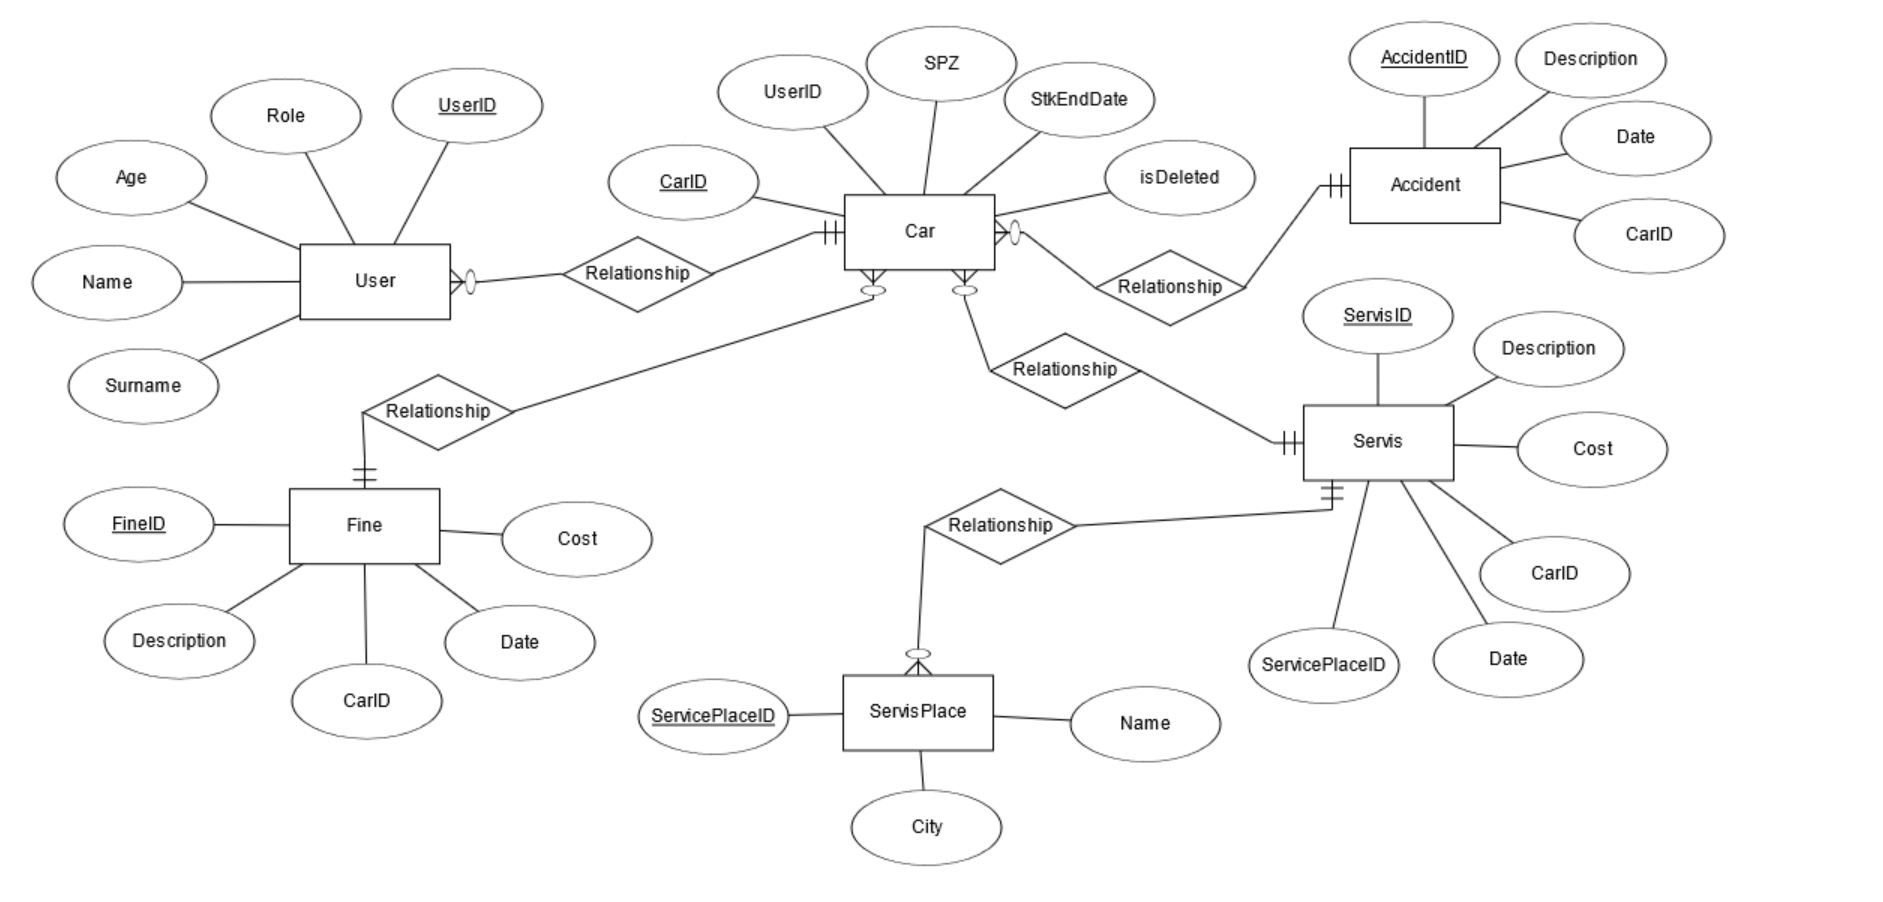 AccidentID
Description
SPZ
UserID
StkEndDate
UserID
Role
Date
Age
CarID
isDeleted
Accident
Car
CarID
User
Name
Relationship
Relationship
ServisID
Description
Relationship
Surname
Relationship
Servis
Cost
FineID
Fine
Cost
Relationship
CarID
Description
Date
ServicePlaceID
Date
CarID
ServicePlaceID
ServisPlace
Name
City